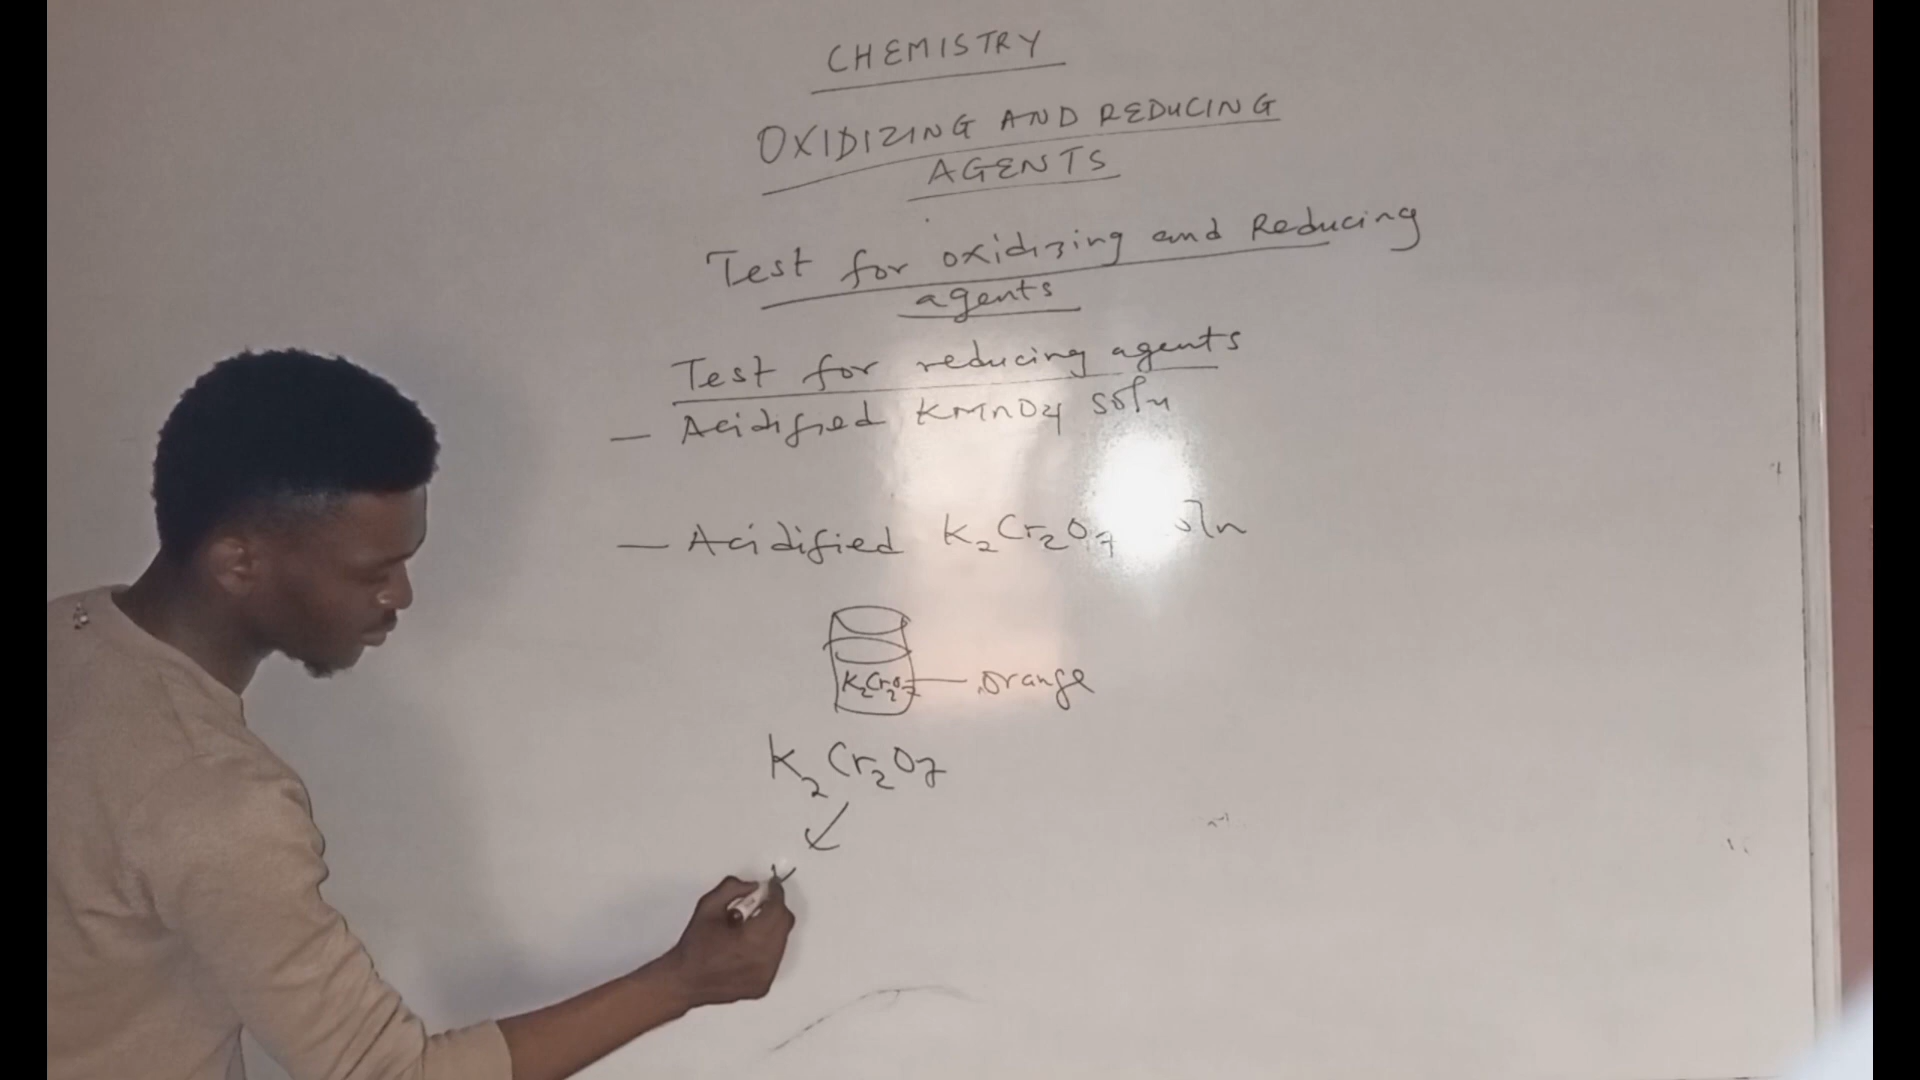 CHEMISTRY
OXIDIZING AND REDUCING
AGENTS
Test for oxidizing and Reducing
agents
Test for reducing agents
— Acidified KMnO4 soln
— Acidified K2Cr2O7 soln
K2Cr2O7 — orange
K2Cr2O7